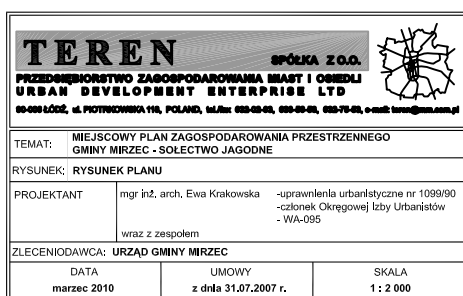 TEREN SPÓŁKA Z O.O.
PRZEDSIĘBIORSTWO ZAGOSPODAROWANIA MIAST I OSIEDLI
URBAN DEVELOPMENT ENTERPRISE LTD
ŁÓDŹ, ul. PIOTRKOWSKA 118, POLAND, tel./fax:
TEMAT: MIEJSCOWY PLAN ZAGOSPODAROWANIA PRZESTRZENNEGO
GMINY MIRZEC - SOŁECTWO JAGODNE
RYSUNEK: RYSUNEK PLANU
PROJEKTANT mgr inż. arch. Ewa Krakowska -uprawnienia urbanistyczne nr 1099/90
-członek Okręgowej Izby Urbanistów
- WA-095
wraz z zespołem
ZLECENIODAWCA: URZĄD GMINY MIRZEC
DATA UMOWY SKALA
marzec 2010 z dnia 31.07.2007 r. 1 : 2 000